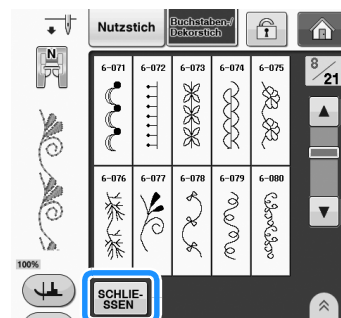 Nutzstich
Buchstaben-/
Dekorstich
N
6-071 6-072 6-073 6-074 6-075
8/21
6-076 6-077 6-078 6-079 6-080
100%
SCHLIE-
SSEN